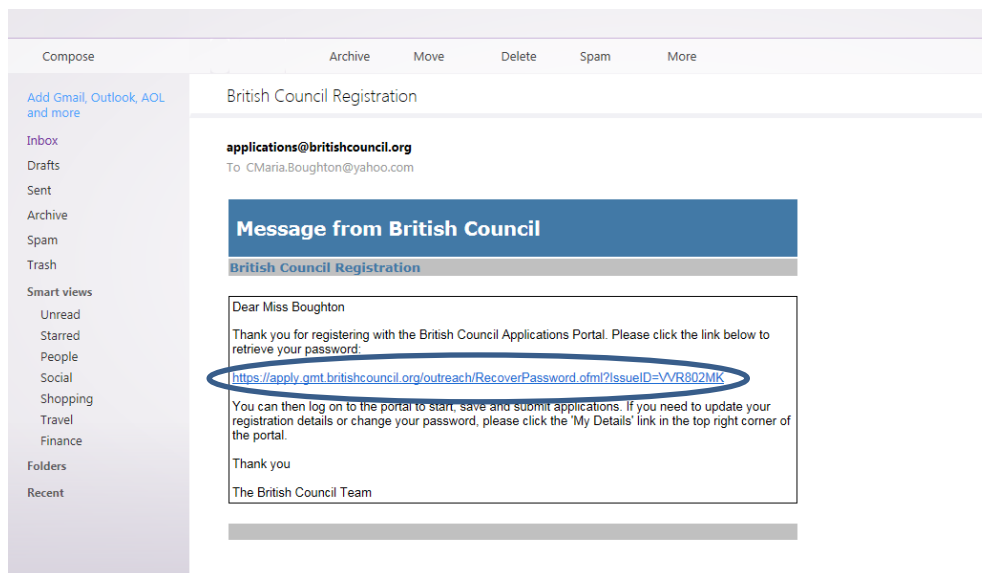 Compose
Archive Move Delete Spam More
Add Gmail, Outlook, AOL
and more
Inbox
Drafts
Sent
Archive
Spam
Trash
Smart views
Unread
Starred
People
Social
Shopping
Travel
Finance
Folders
Recent
British Council Registration
applications@britishcouncil.org
To CMaria.Boughton@yahoo.com
Message from British Council
British Council Registration
Dear Miss Boughton
Thank you for registering with the British Council Applications Portal. Please click the link below to
retrieve your password:
https://apply.gmt.britishcouncil.org/outreach/RecoverPassword.ofml?IssueID=VVR802MK
You can then log on to the portal to start, save and submit applications. If you need to update your
registration details or change your password, please click the 'My Details' link in the top right corner of
the portal.
Thank you
The British Council Team